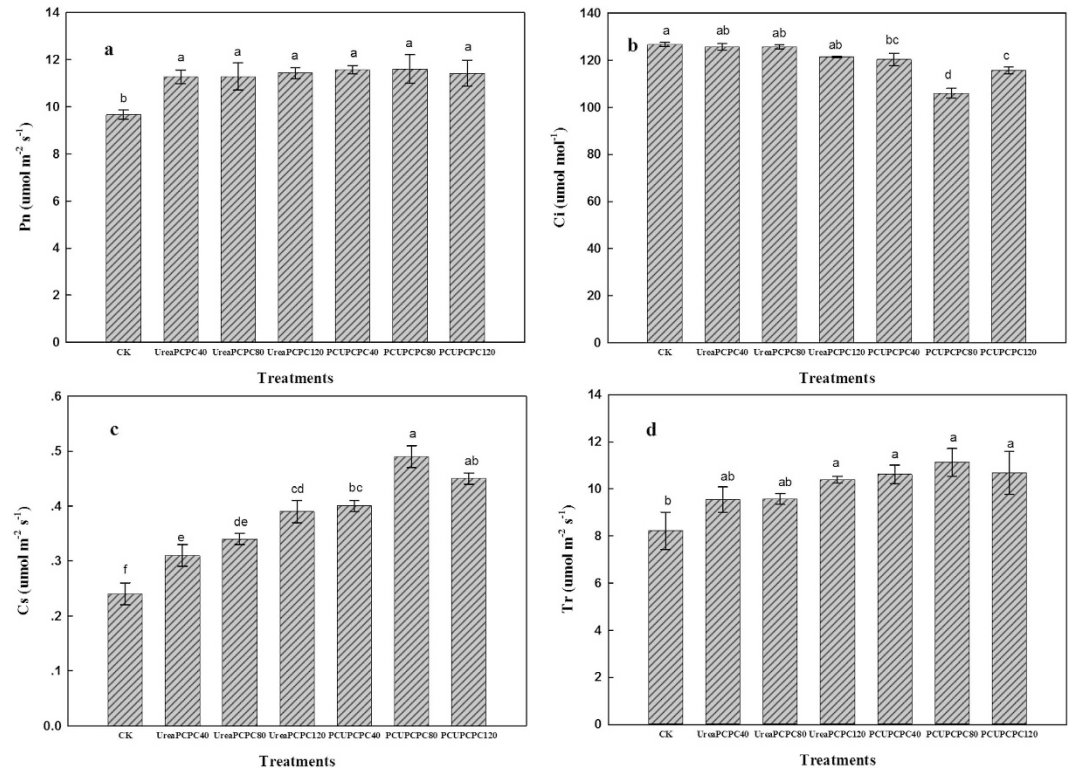 a
Pn (umol m⁻² s⁻¹)
14
12
10
8
6
4
2
0
b
a
a
a
a
a
a
CK
UreaPCPC40
UreaPCPC80
UreaPCPC120
PCUPCPC40
PCUPCPC80
PCUPCPC120
Treatments
b
Ci (umol mol⁻¹)
140
120
100
80
60
40
20
0
a
ab
ab
ab
bc
d
c
CK
UreaPCPC40
UreaPCPC80
UreaPCPC120
PCUPCPC40
PCUPCPC80
PCUPCPC120
Treatments
c
Cs (umol m⁻² s⁻¹)
.6
.5
.4
.3
.2
.1
0.0
f
e
de
cd
bc
a
ab
CK
UreaPCPC40
UreaPCPC80
UreaPCPC120
PCUPCPC40
PCUPCPC80
PCUPCPC120
Treatments
d
Tr (umol m⁻² s⁻¹)
14
12
10
8
6
4
2
0
b
ab
ab
a
a
a
a
CK
UreaPCPC40
UreaPCPC80
UreaPCPC120
PCUPCPC40
PCUPCPC80
PCUPCPC120
Treatments